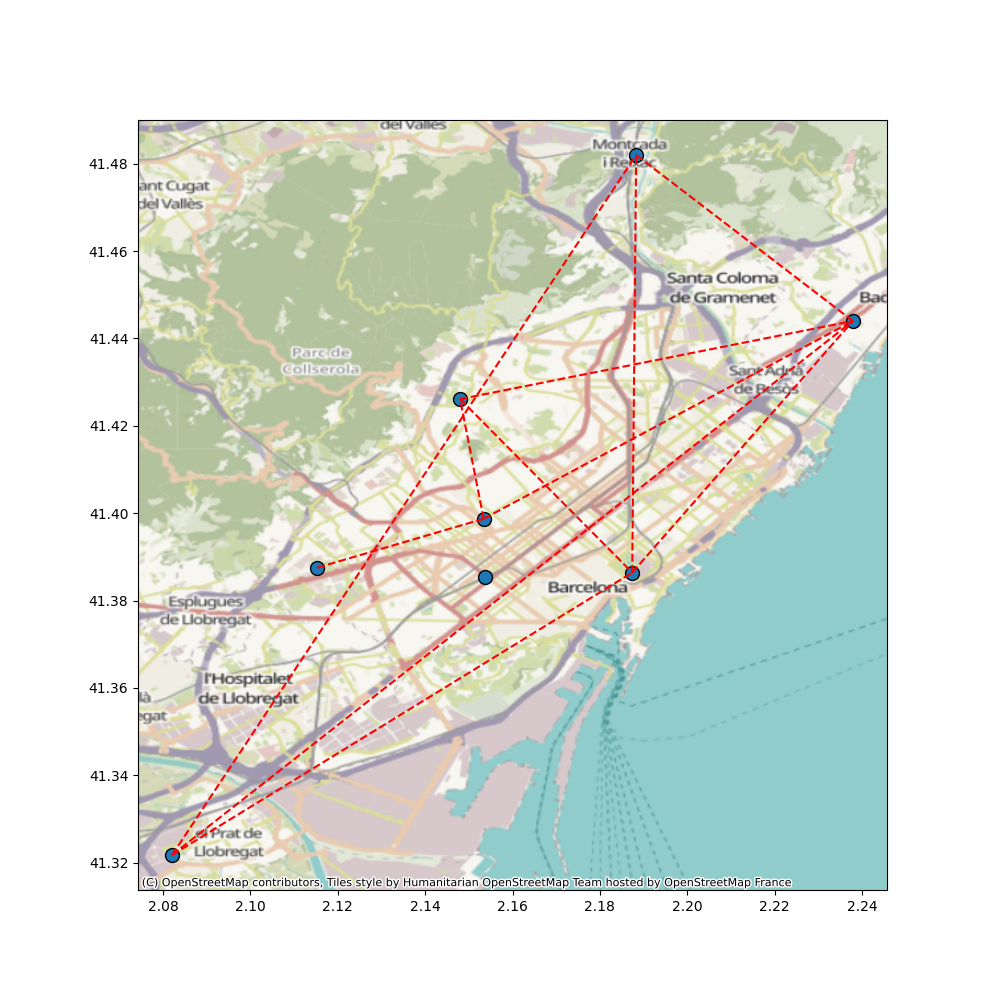 del Vallès
Montcada
i Reixac
41.48
ant Cugat
del Vallès
41.46
Santa Coloma
de Gramenet
Bad
41.44
Parc de
Collserola
Sant Adrià
de Besòs
41.42
41.40
Barcelona
41.38
Esplugues
de Llobregat
41.36
l'Hospitalet
de Llobregat
là
egat
41.34
el Prat de
Llobregat
41.32
(C) OpenStreetMap contributors, Tiles style by Humanitarian OpenStreetMap Team hosted by OpenStreetMap France
2.08 2.10 2.12 2.14 2.16 2.18 2.20 2.22 2.24